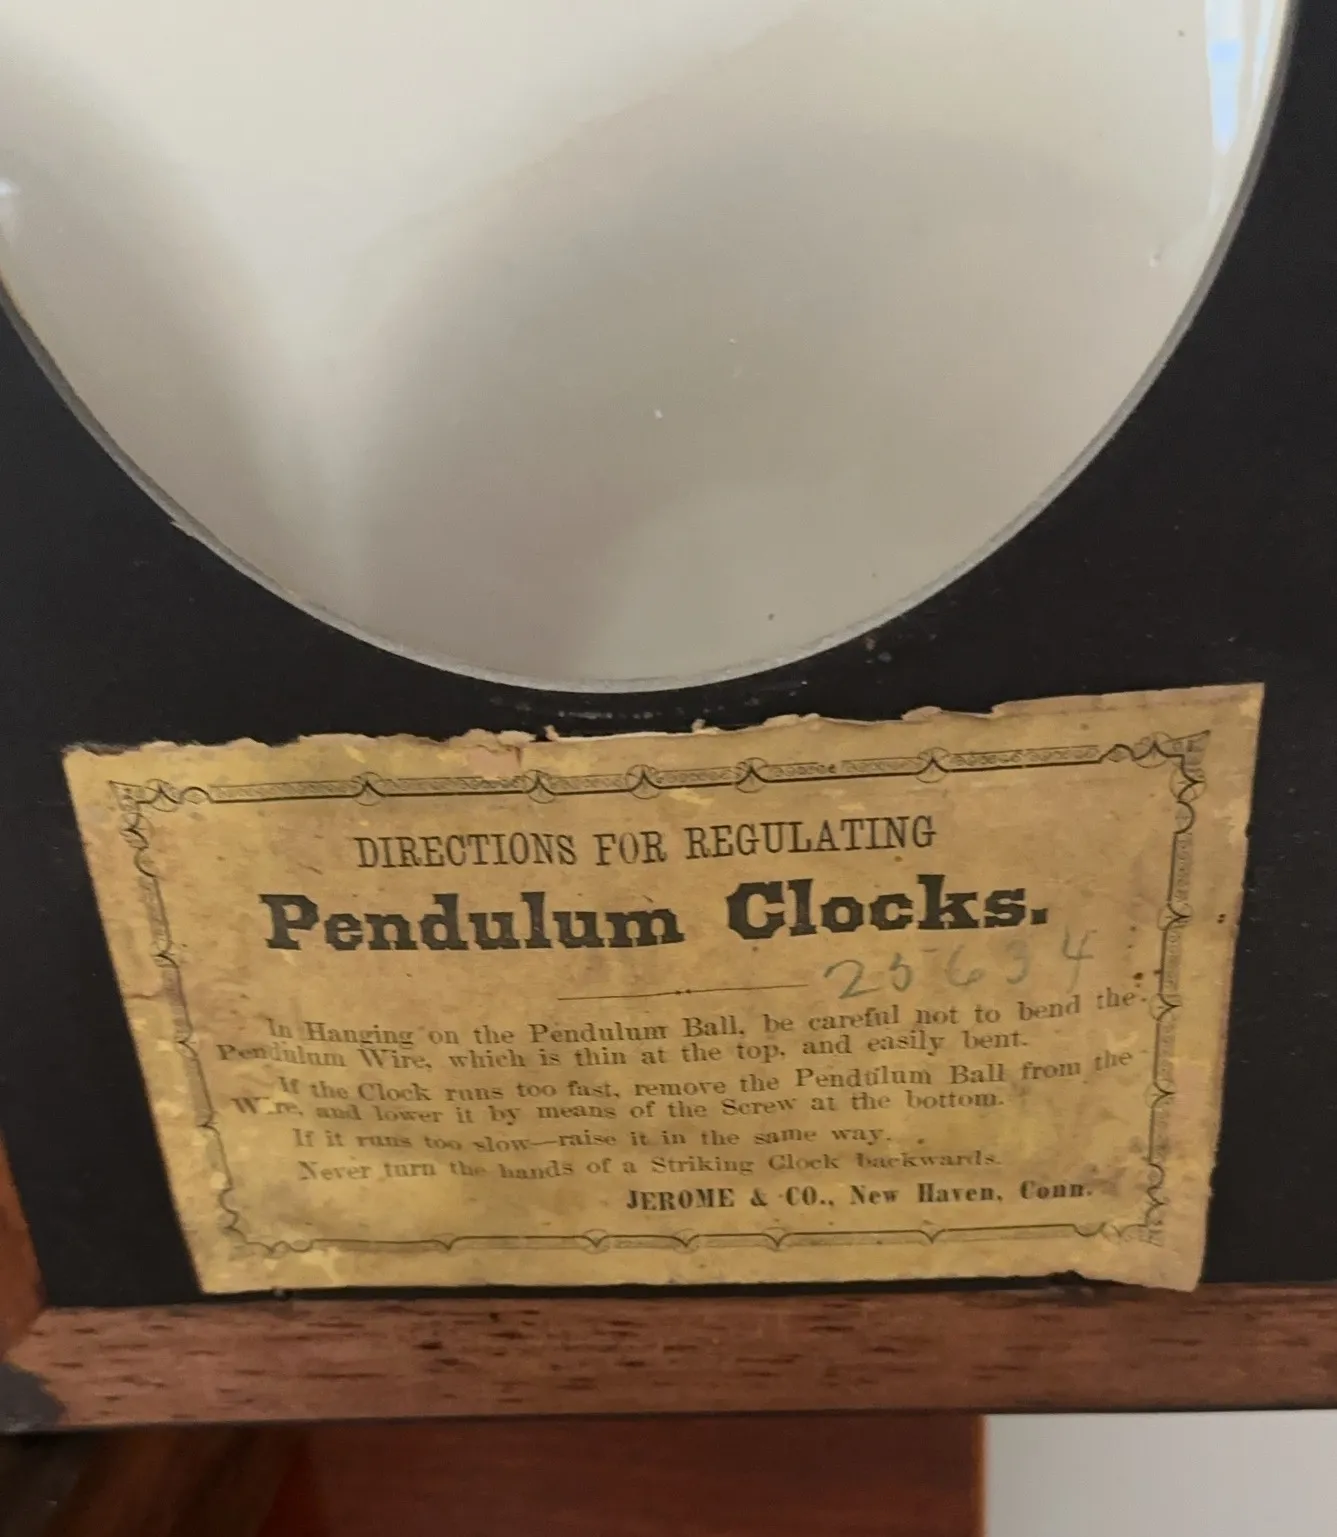 DIRECTIONS FOR REGULATING
Pendulum Clocks.
25634
In Hanging on the Pendulum Ball, be careful not to bend the
Pendulum Wire, which is thin at the top, and easily bent.
If the Clock runs too fast, remove the Pendulum Ball from the
Wire, and lower it by means of the Screw at the bottom.
If it runs too slow—raise it in the same way.
Never turn the hands of a Striking Clock backwards.
JEROME & CO., New Haven, Conn.